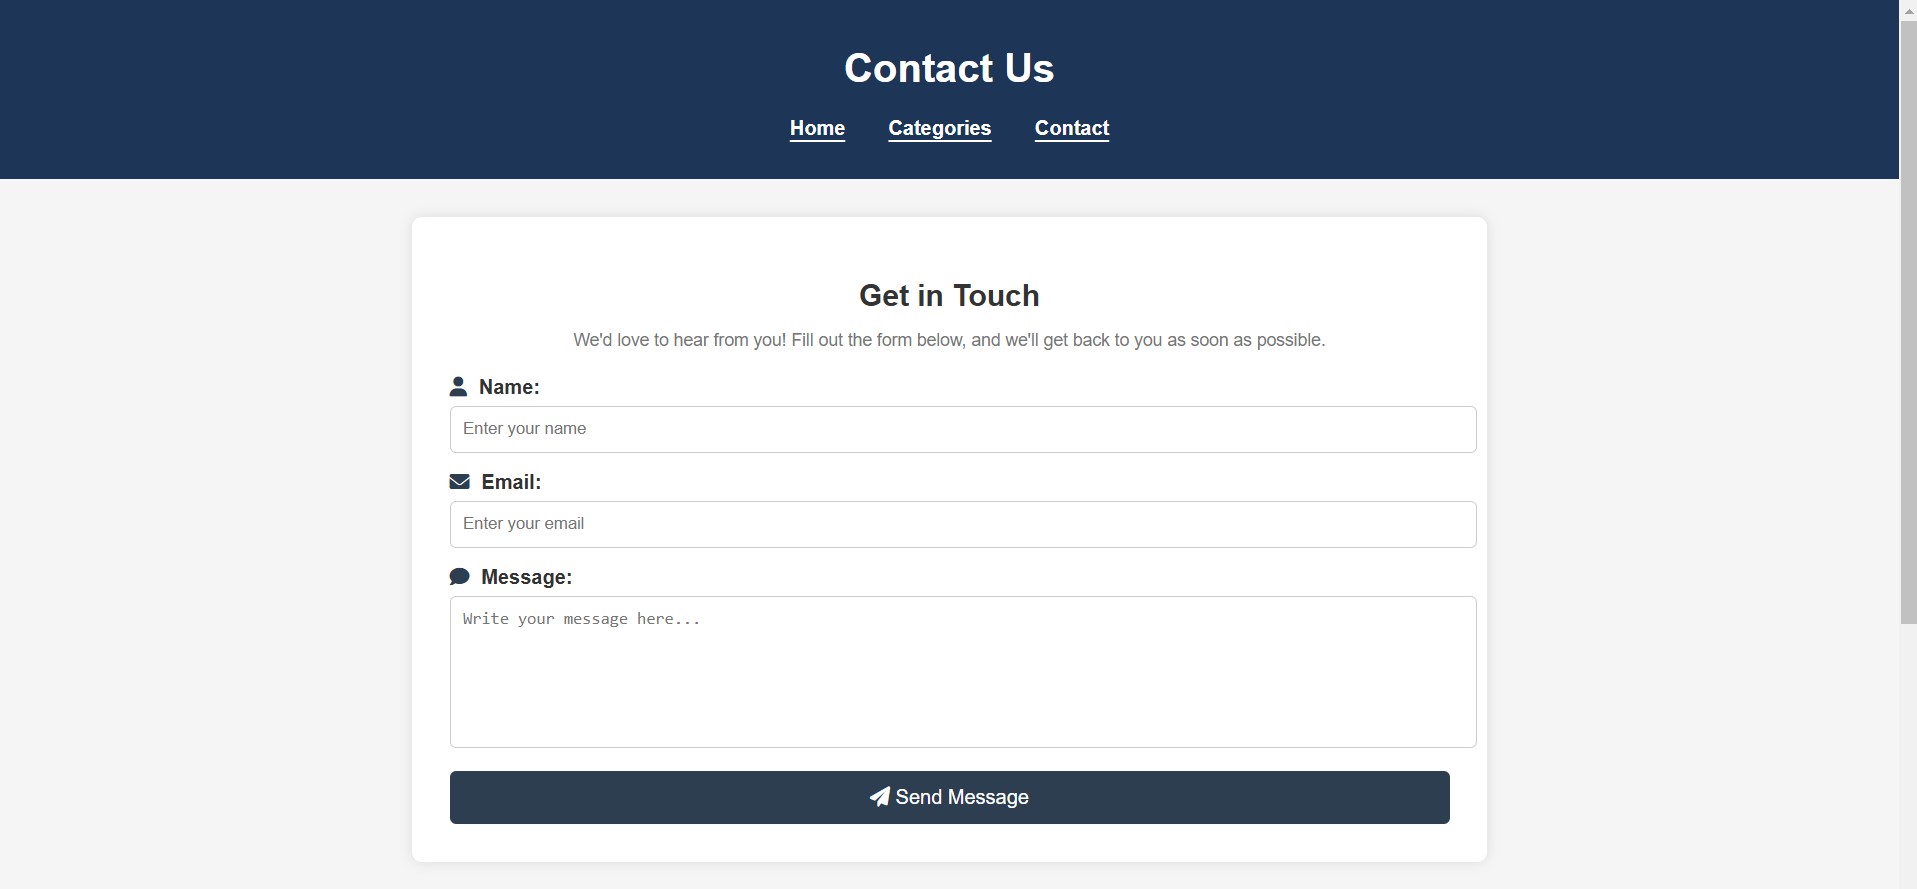 Contact Us
Home Categories Contact
Get in Touch
We'd love to hear from you! Fill out the form below, and we'll get back to you as soon as possible.
Name:
Enter your name
Email:
Enter your email
Message:
Write your message here...
Send Message